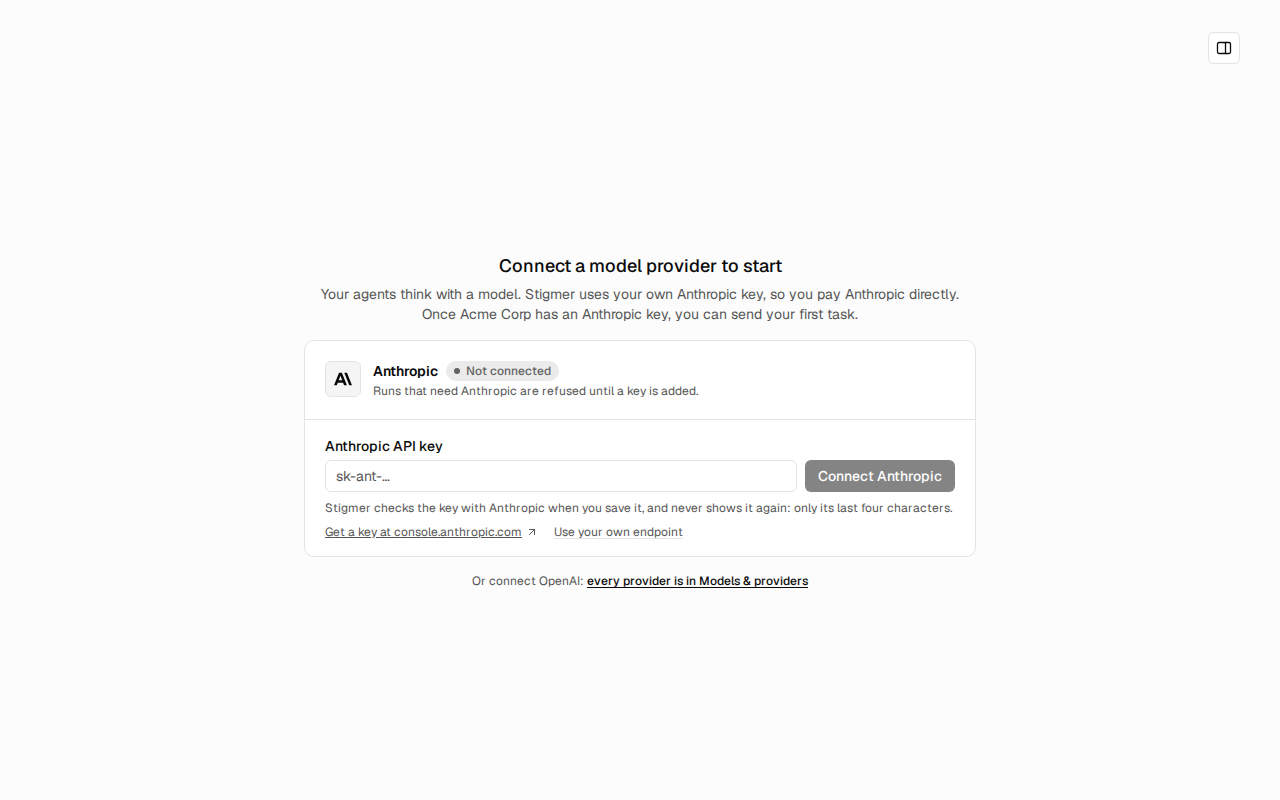 Connect a model provider to start
Your agents think with a model. Stigmer uses your own Anthropic key, so you pay Anthropic directly.
Once Acme Corp has an Anthropic key, you can send your first task.
Anthropic
Not connected
Runs that need Anthropic are refused until a key is added.
Anthropic API key
sk-ant-…
Connect Anthropic
Stigmer checks the key with Anthropic when you save it, and never shows it again: only its last four characters.
Get a key at console.anthropic.com
Use your own endpoint
Or connect OpenAI: every provider is in Models & providers